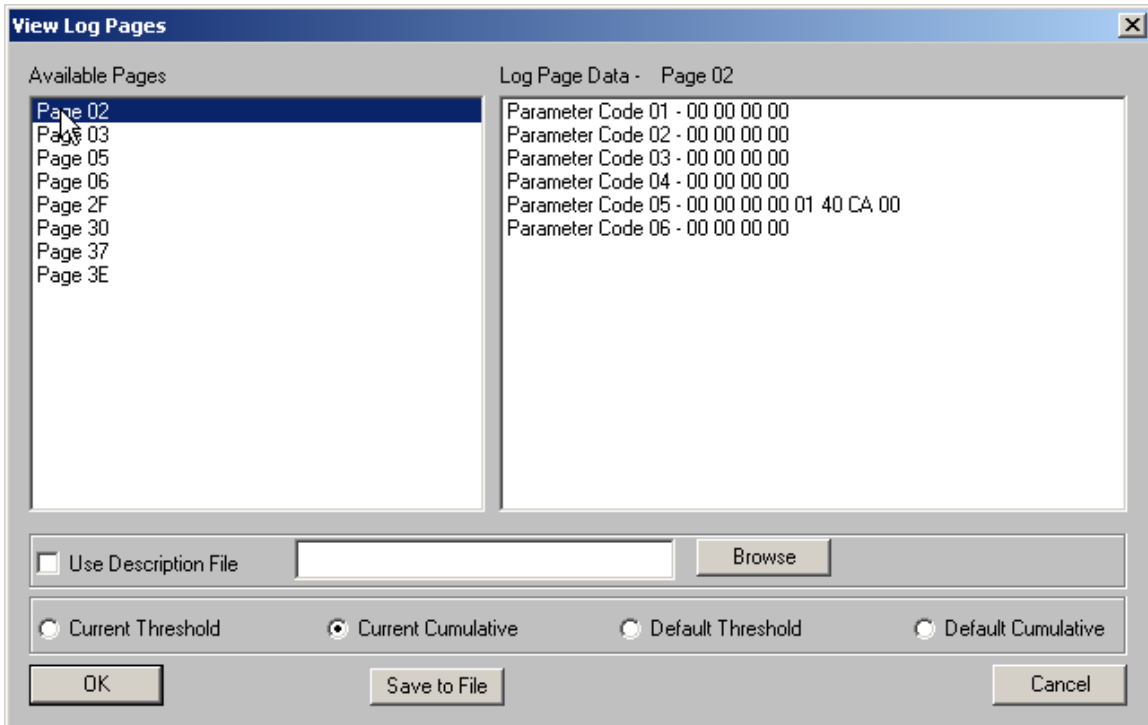 View Log Pages
Available Pages
Page 02
Page 03
Page 05
Page 06
Page 2F
Page 30
Page 37
Page 3E
Log Page Data - Page 02
Parameter Code 01 - 00 00 00 00
Parameter Code 02 - 00 00 00 00
Parameter Code 03 - 00 00 00 00
Parameter Code 04 - 00 00 00 00
Parameter Code 05 - 00 00 00 00 01 40 CA 00
Parameter Code 06 - 00 00 00 00
Use Description File
Browse
Current Threshold
Current Cumulative
Default Threshold
Default Cumulative
OK
Save to File
Cancel